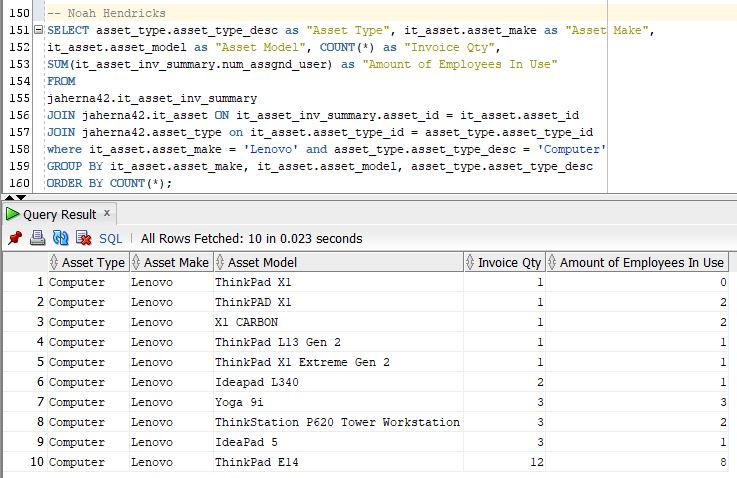 150 -- Noah Hendricks
151 SELECT asset_type.asset_type_desc as "Asset Type", it_asset.asset_make as "Asset Make",
152 it_asset.asset_model as "Asset Model", COUNT(*) as "Invoice Qty",
153 SUM(it_asset_inv_summary.num_assgnd_user) as "Amount of Employees In Use"
154 FROM
155 jaherna42.it_asset_inv_summary
156 JOIN jaherna42.it_asset ON it_asset_inv_summary.asset_id = it_asset.asset_id
157 JOIN jaherna42.asset_type on it_asset.asset_type_id = asset_type.asset_type_id
158 where it_asset.asset_make = 'Lenovo' and asset_type.asset_type_desc = 'Computer'
159 GROUP BY it_asset.asset_make, it_asset.asset_model, asset_type.asset_type_desc
160 ORDER BY COUNT(*);
Query Result x
SQL | All Rows Fetched: 10 in 0.023 seconds
Asset Type Asset Make Asset Model Invoice Qty Amount of Employees In Use
1 Computer Lenovo ThinkPad X1 1 0
2 Computer Lenovo ThinkPAD X1 1 2
3 Computer Lenovo X1 CARBON 1 2
4 Computer Lenovo ThinkPad L13 Gen 2 1 1
5 Computer Lenovo ThinkPad X1 Extreme Gen 2 1 1
6 Computer Lenovo Ideapad L340 2 1
7 Computer Lenovo Yoga 9i 3 3
8 Computer Lenovo ThinkStation P620 Tower Workstation 3 2
9 Computer Lenovo IdeaPad 5 3 1
10 Computer Lenovo ThinkPad E14 12 8